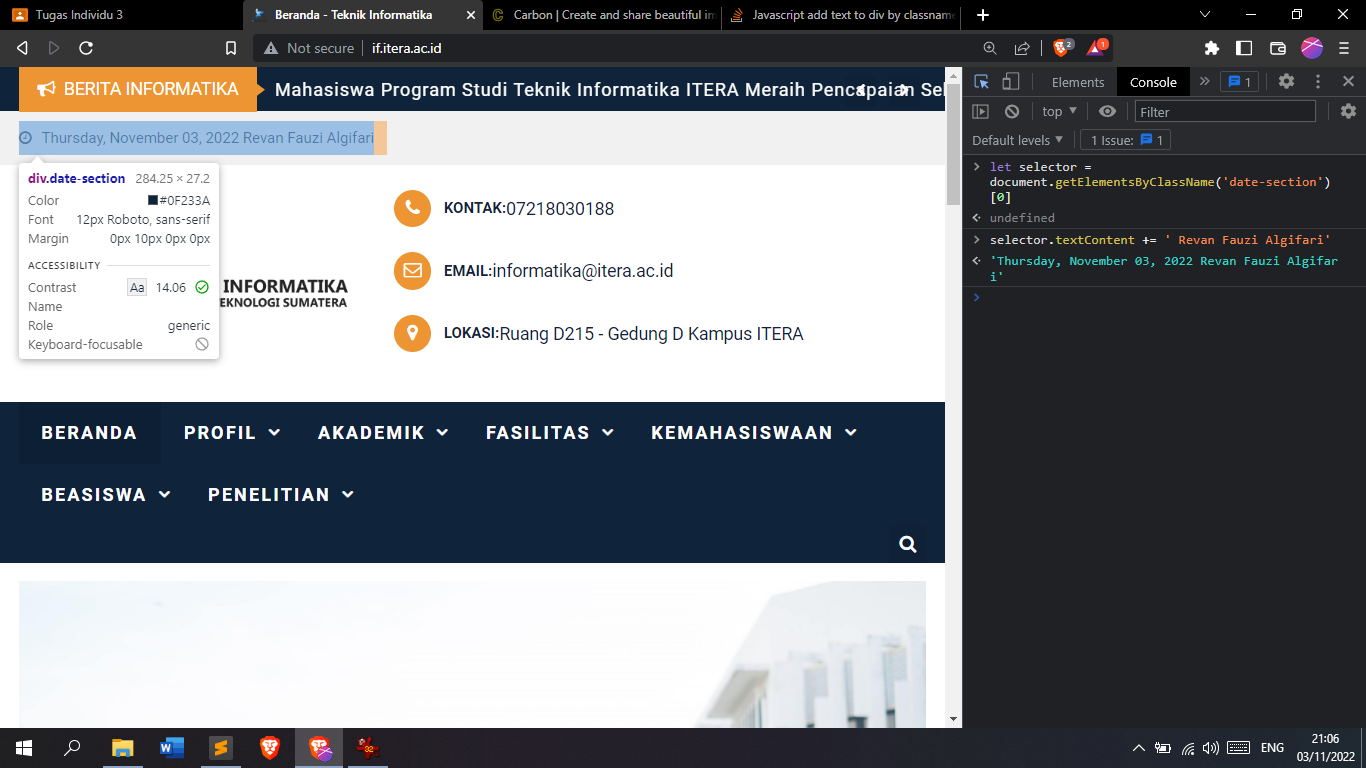 Tugas Individu 3
Beranda - Teknik Informatika
Carbon | Create and share beautiful im
Javascript add text to div by classname
Not secure
if.itera.ac.id
2
1
BERITA INFORMATIKA
Mahasiswa Program Studi Teknik Informatika ITERA Meraih Pencapaian Sel
Thursday, November 03, 2022 Revan Fauzi Algifari
div.date-section 284.25 × 27.2
Color #0F233A
Font 12px Roboto, sans-serif
Margin 0px 10px 0px 0px
ACCESSIBILITY
Contrast Aa 14.06
Name
Role generic
Keyboard-focusable
INFORMATIKA
EKNOLOGI SUMATERA
KONTAK:07218030188
EMAIL:informatika@itera.ac.id
LOKASI:Ruang D215 - Gedung D Kampus ITERA
BERANDA PROFIL AKADEMIK FASILITAS KEMAHASISWAAN
BEASISWA PENELITIAN
Elements Console 1
top Filter
Default levels 1 Issue: 1
let selector =
document.getElementsByClassName('date-section')
[0]
undefined
selector.textContent += ' Revan Fauzi Algifari'
'Thursday, November 03, 2022 Revan Fauzi Algifar
i'
32
ENG
21:06
03/11/2022